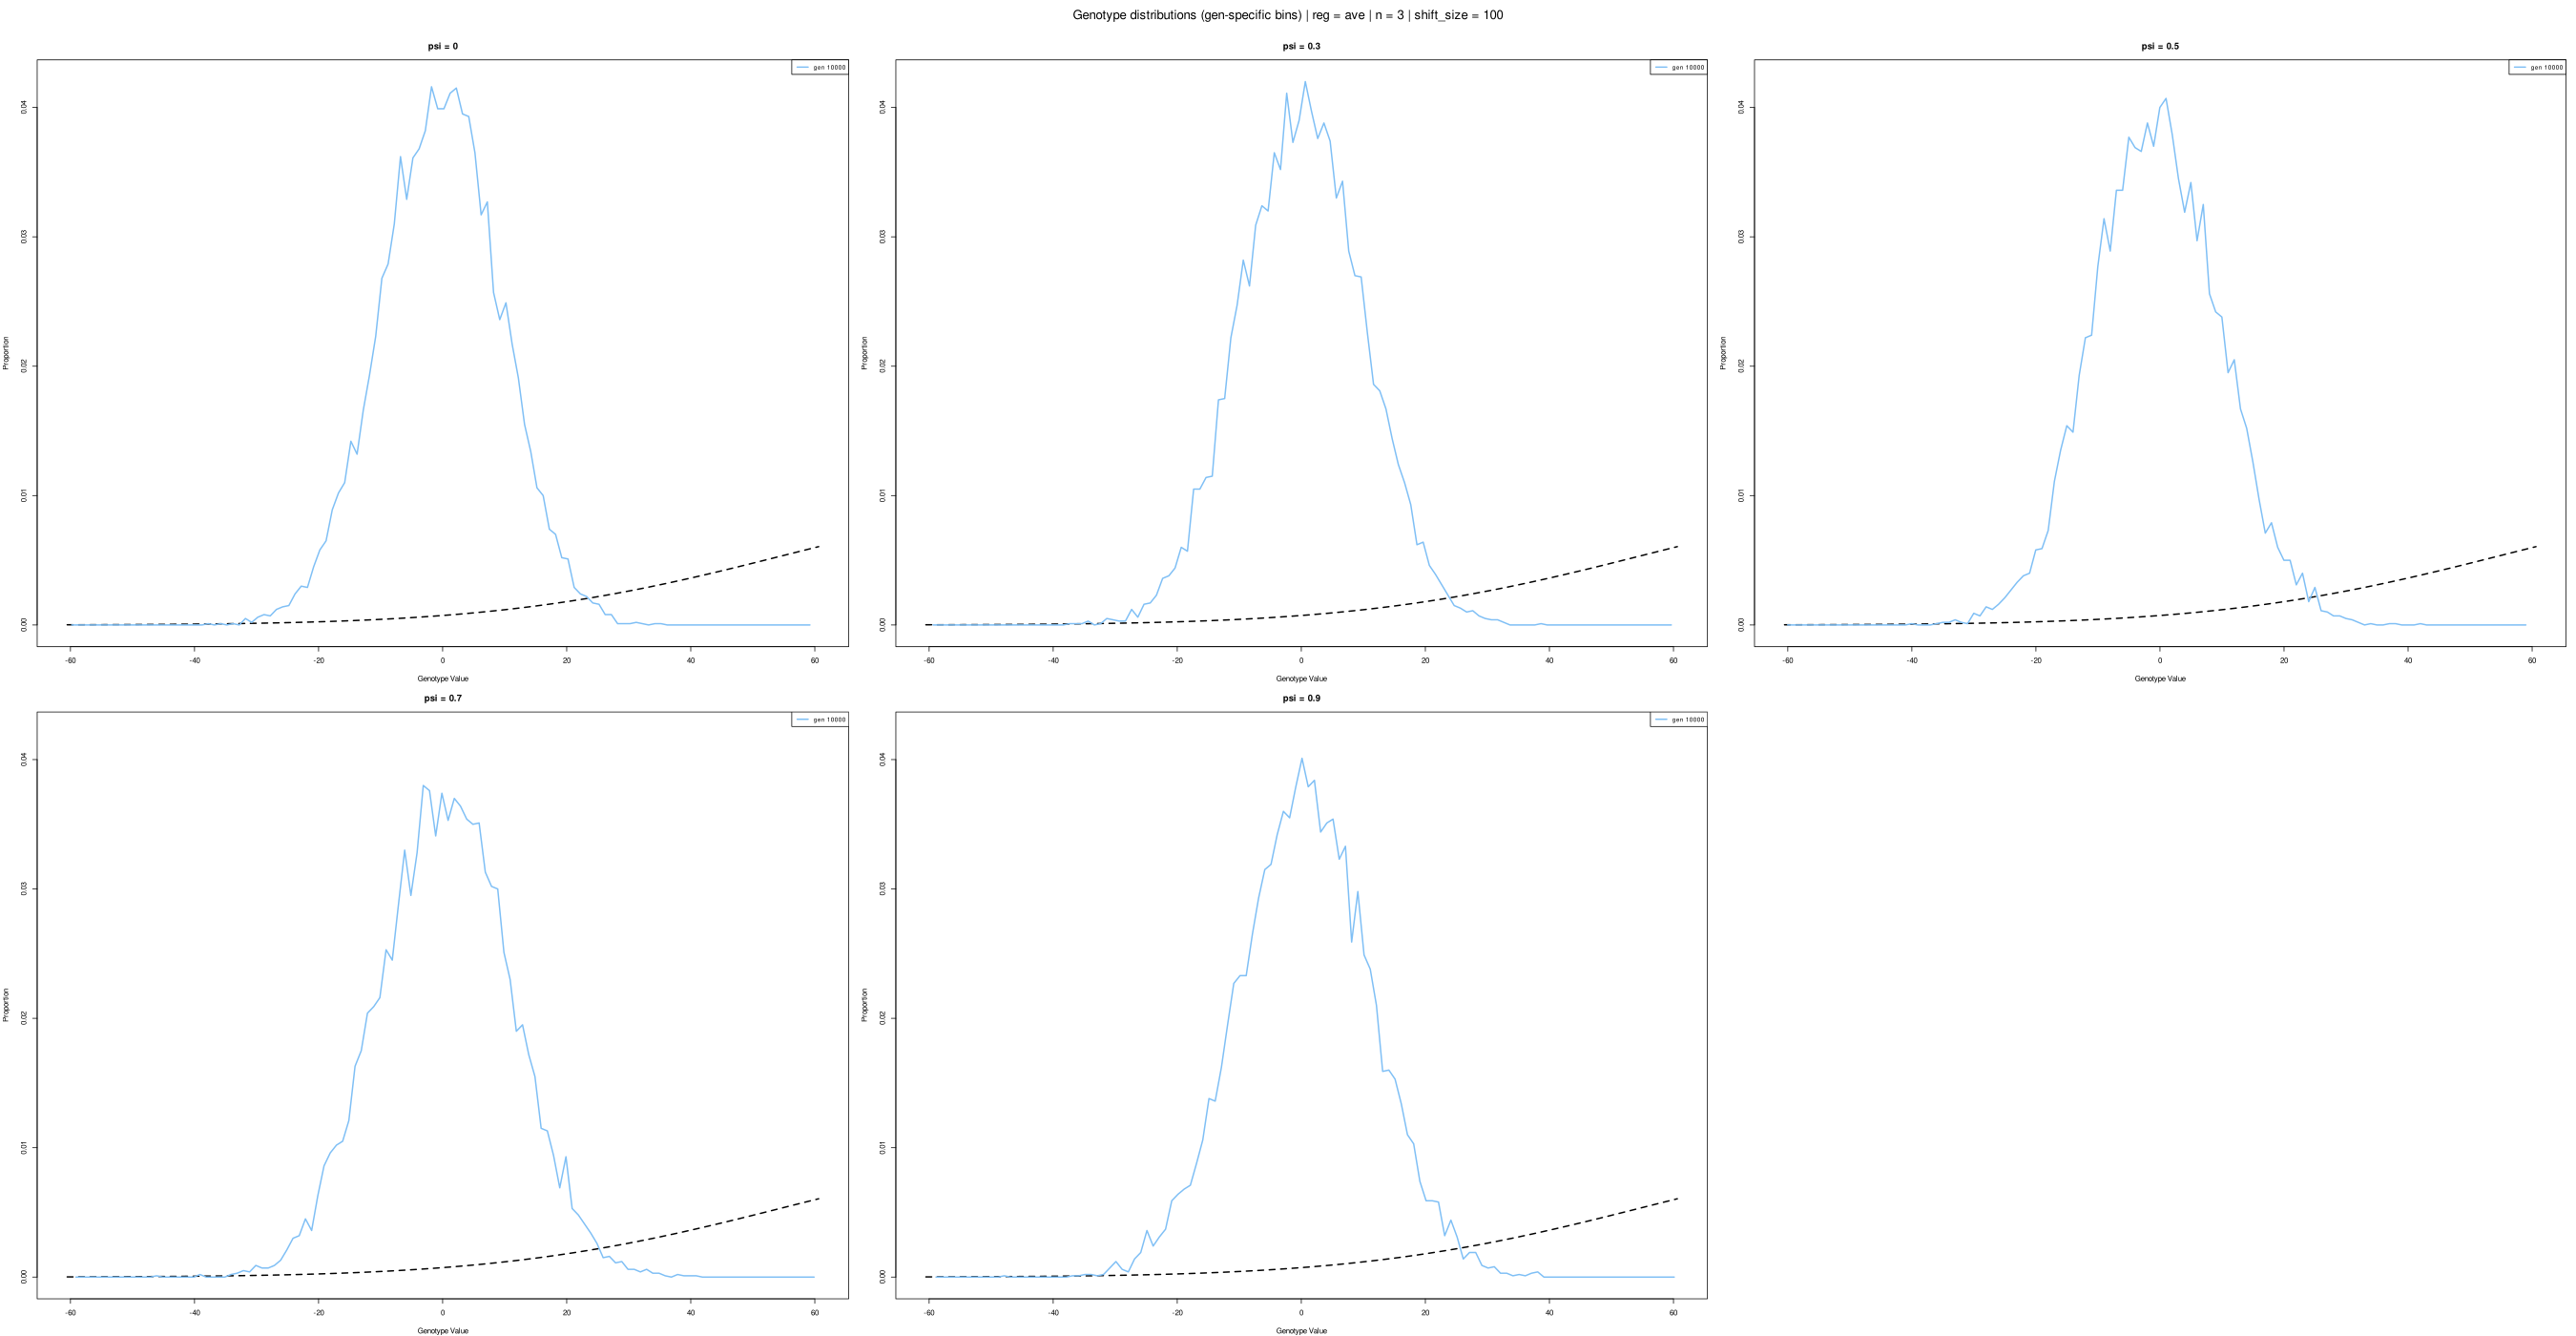 Genotype distributions (gen-specific bins) | reg = ave | n = 3 | shift_size = 100
psi = 0
gen 10000
Proportion
0.04
0.03
0.02
0.01
0.00
-60 -40 -20 0 20 40 60
Genotype Value
psi = 0.3
gen 10000
Proportion
0.04
0.03
0.02
0.01
0.00
-60 -40 -20 0 20 40 60
Genotype Value
psi = 0.5
gen 10000
Proportion
0.04
0.03
0.02
0.01
0.00
-60 -40 -20 0 20 40 60
Genotype Value
psi = 0.7
gen 10000
Proportion
0.04
0.03
0.02
0.01
0.00
-60 -40 -20 0 20 40 60
Genotype Value
psi = 0.9
gen 10000
Proportion
0.04
0.03
0.02
0.01
0.00
-60 -40 -20 0 20 40 60
Genotype Value